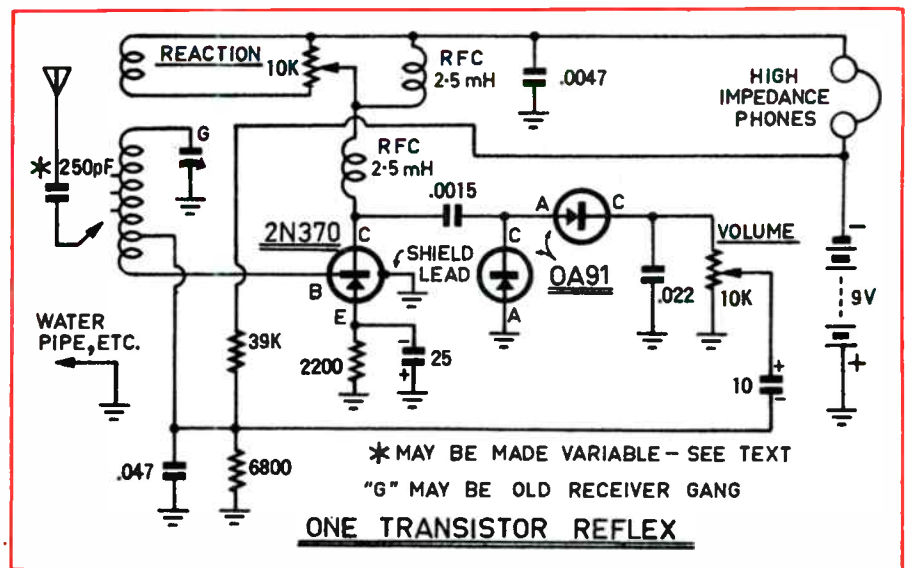 REACTION
10K
RFC
2·5 mH
.0047
HIGH
IMPEDANCE
PHONES
G
✱ 250pF
RFC
2·5 mH
.0015
A
C
2N370
C
SHIELD
LEAD
C
OA91
VOLUME
-
B
.022
10K
9V
E
A
WATER
PIPE, ETC.
39K
2200
-
+
25
+
10
-
+
.047
6800
✱ MAY BE MADE VARIABLE – SEE TEXT
"G" MAY BE OLD RECEIVER GANG
ONE TRANSISTOR REFLEX